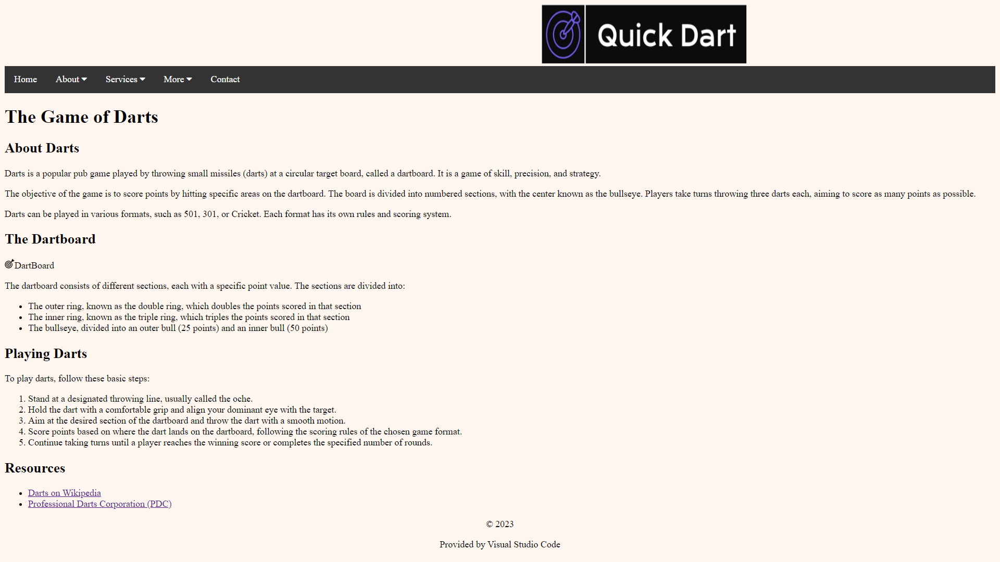 Quick Dart
Home About Services More Contact
The Game of Darts
About Darts
Darts is a popular pub game played by throwing small missiles (darts) at a circular target board, called a dartboard. It is a game of skill, precision, and strategy.
The objective of the game is to score points by hitting specific areas on the dartboard. The board is divided into numbered sections, with the center known as the bullseye. Players take turns throwing three darts each, aiming to score as many points as possible.
Darts can be played in various formats, such as 501, 301, or Cricket. Each format has its own rules and scoring system.
The Dartboard
DartBoard
The dartboard consists of different sections, each with a specific point value. The sections are divided into:
• The outer ring, known as the double ring, which doubles the points scored in that section
• The inner ring, known as the triple ring, which triples the points scored in that section
• The bullseye, divided into an outer bull (25 points) and an inner bull (50 points)
Playing Darts
To play darts, follow these basic steps:
1. Stand at a designated throwing line, usually called the oche.
2. Hold the dart with a comfortable grip and align your dominant eye with the target.
3. Aim at the desired section of the dartboard and throw the dart with a smooth motion.
4. Score points based on where the dart lands on the dartboard, following the scoring rules of the chosen game format.
5. Continue taking turns until a player reaches the winning score or completes the specified number of rounds.
Resources
• Darts on Wikipedia
• Professional Darts Corporation (PDC)
© 2023
Provided by Visual Studio Code